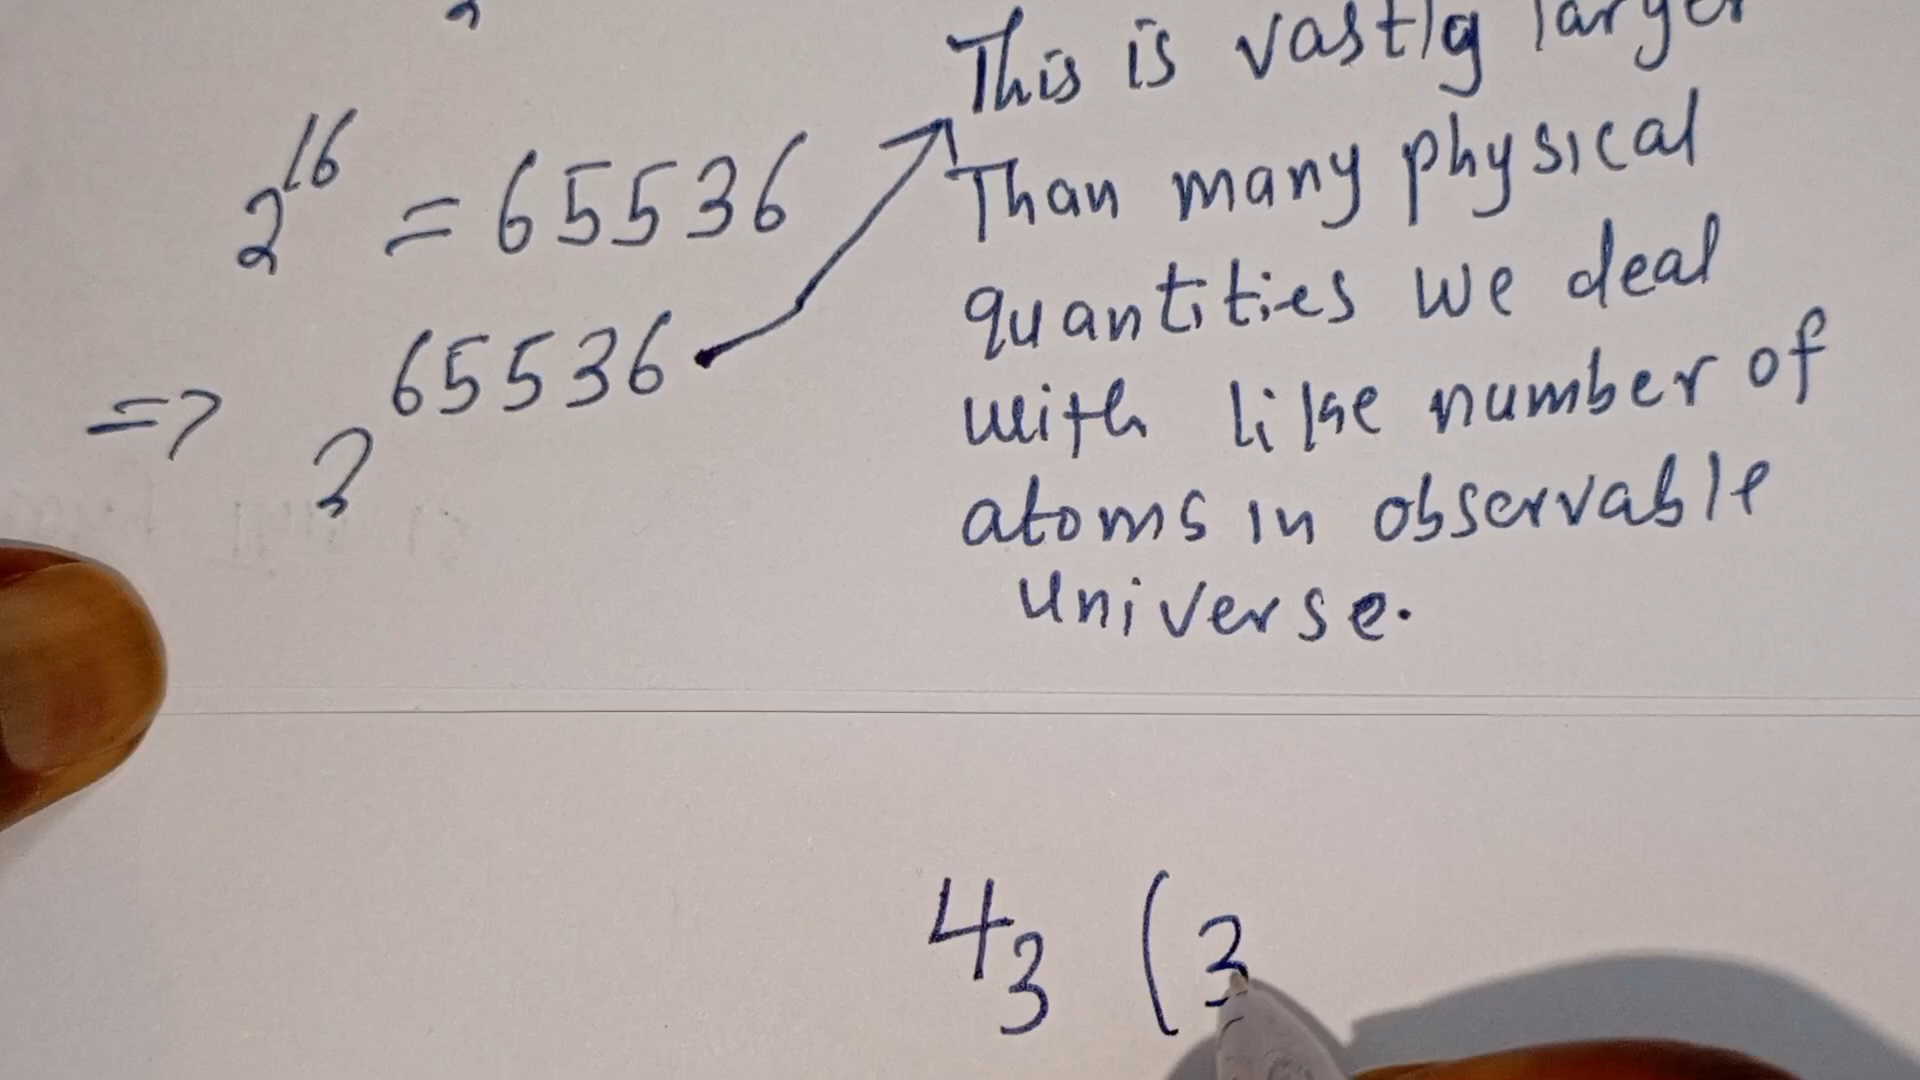 This is vastly larger
2^16 = 65536
Than many physical
quantities we deal
=> 2^65536
with like number of
atoms in observable
universe.
⁴3 (3